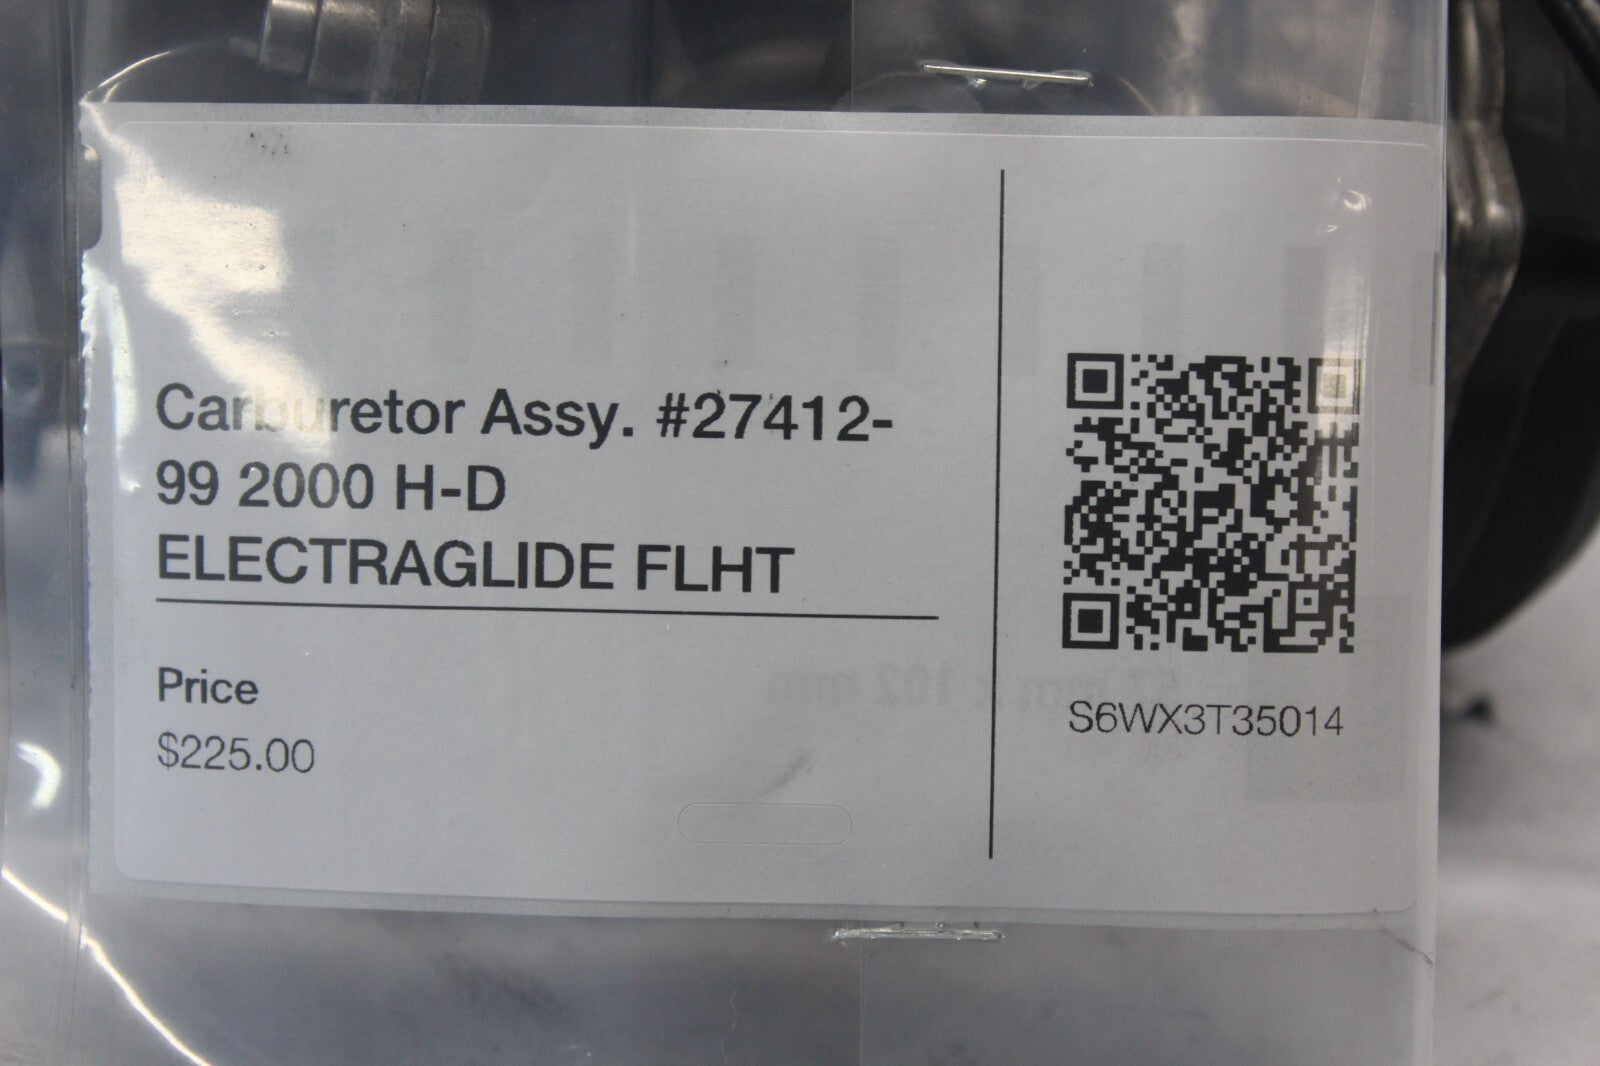 Carburetor Assy. #27412-
99 2000 H-D
ELECTRAGLIDE FLHT
Price
$225.00
S6WX3T35014